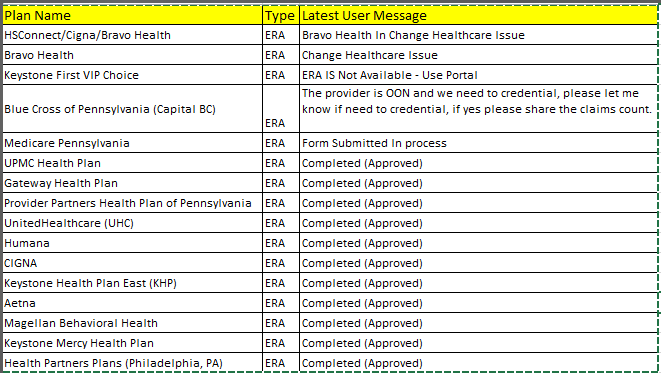 Plan Name Type Latest User Message
HSConnect/Cigna/Bravo Health ERA Bravo Health In Change Healthcare Issue
Bravo Health ERA Change Healthcare Issue
Keystone First VIP Choice ERA ERA IS Not Available - Use Portal
Blue Cross of Pennsylvania (Capital BC) ERA The provider is OON and we need to credential, please let me
know if need to credential, if yes please share the claims count.
Medicare Pennsylvania ERA Form Submitted In process
UPMC Health Plan ERA Completed (Approved)
Gateway Health Plan ERA Completed (Approved)
Provider Partners Health Plan of Pennsylvania ERA Completed (Approved)
UnitedHealthcare (UHC) ERA Completed (Approved)
Humana ERA Completed (Approved)
CIGNA ERA Completed (Approved)
Keystone Health Plan East (KHP) ERA Completed (Approved)
Aetna ERA Completed (Approved)
Magellan Behavioral Health ERA Completed (Approved)
Keystone Mercy Health Plan ERA Completed (Approved)
Health Partners Plans (Philadelphia, PA) ERA Completed (Approved)